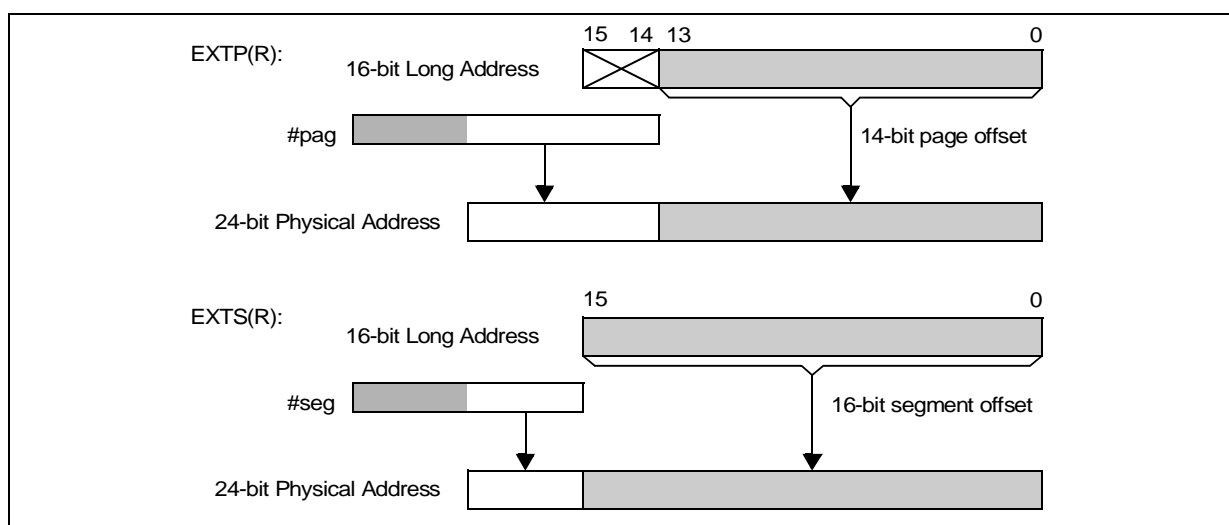 15 14 13 0
EXTP(R):
16-bit Long Address
#pag
14-bit page offset
24-bit Physical Address
15 0
EXTS(R):
16-bit Long Address
#seg
16-bit segment offset
24-bit Physical Address